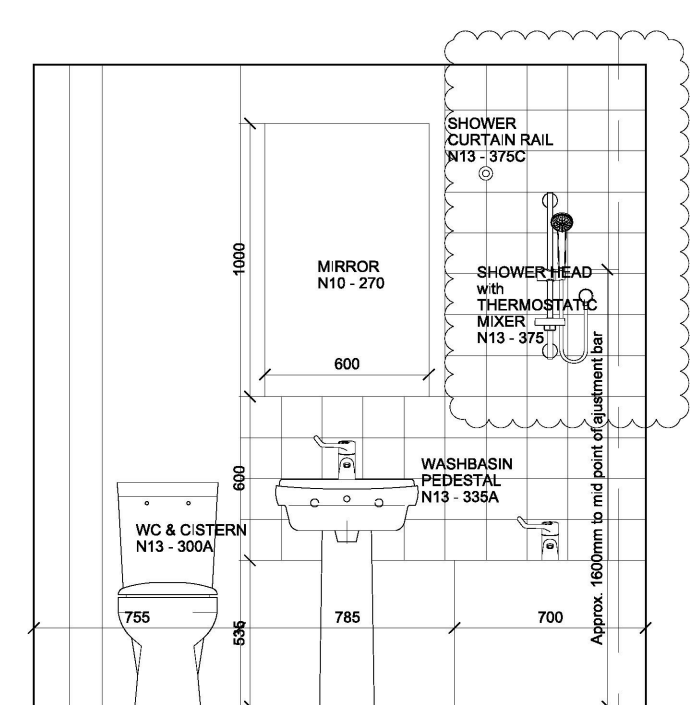 SHOWER
CURTAIN RAIL
N13 - 375C
1000
MIRROR
N10 - 270
SHOWER HEAD
with
THERMOSTATIC
MIXER
N13 - 375
600
Approx. 1600mm to mid point of ajustment bar
600
WASHBASIN
PEDESTAL
N13 - 335A
WC & CISTERN
N13 - 300A
755
535
785
700